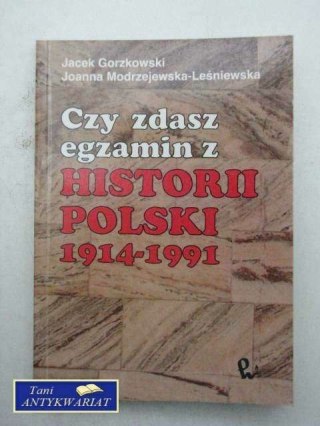 Jacek Gorzkowski
Joanna Modrzejewska-Leśniewska
Czy zdasz
egzamin z
HISTORII
POLSKI
1914-1991
Tani
ANTYKWARIAT